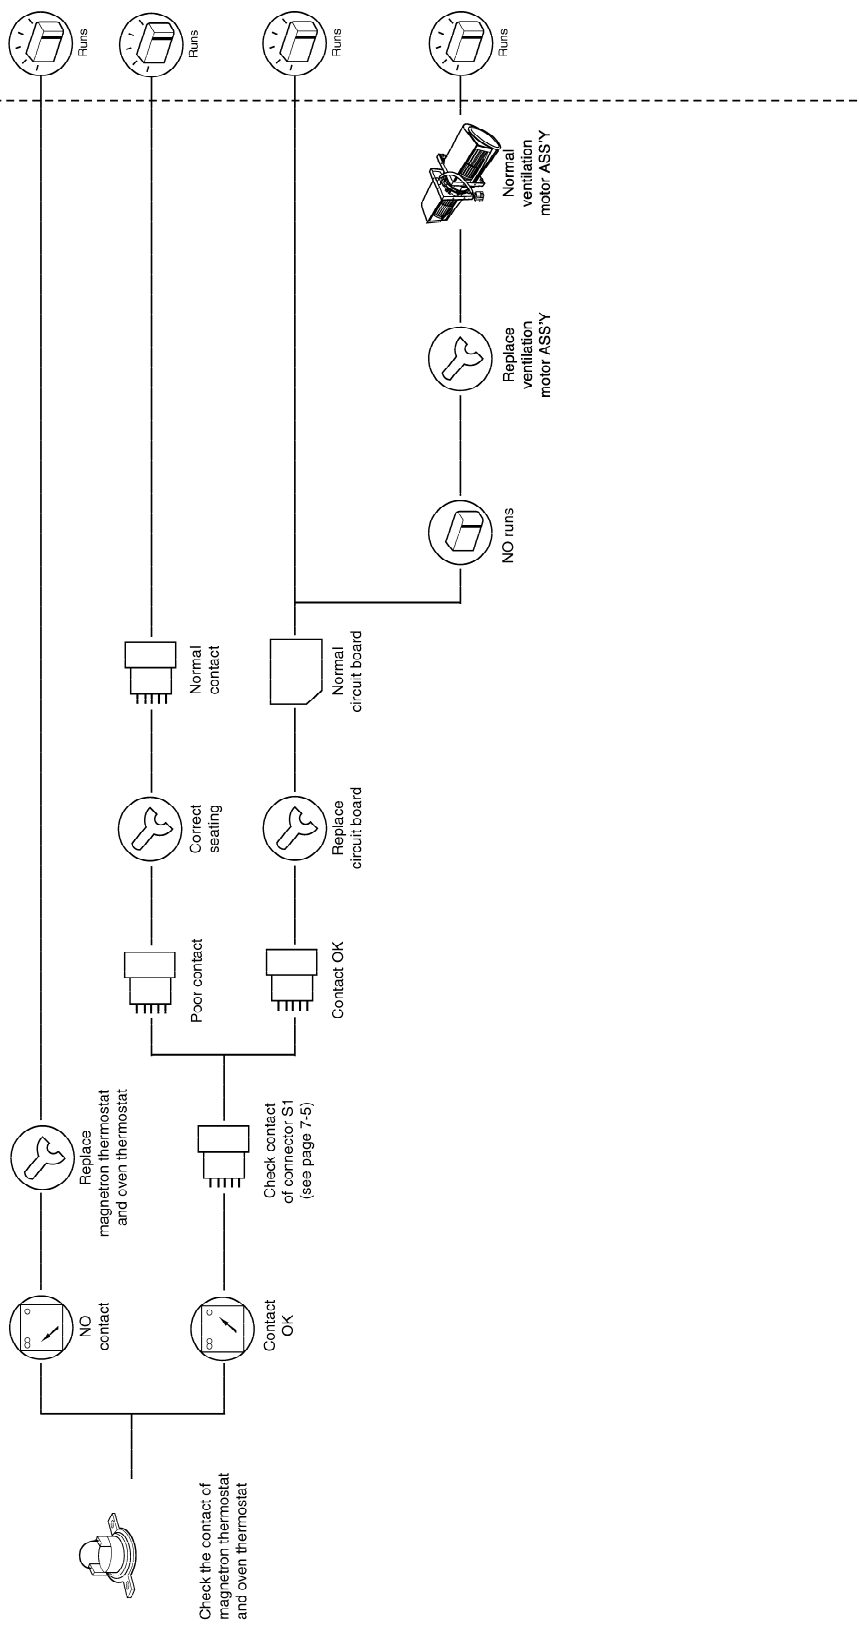 Check the contact of
magnetron thermostat
and oven thermostat
NO
contact
Replace
magnetron thermostat
and oven thermostat
Runs
Contact
OK
Check contact
of connector S1
(see page 7-5)
Poor contact
Correct
seating
Normal
contact
Runs
Contact OK
Replace
circuit board
Normal
circuit board
Runs
NO runs
Replace
ventilation
motor ASS'Y
Normal
ventilation
motor ASS'Y
Runs